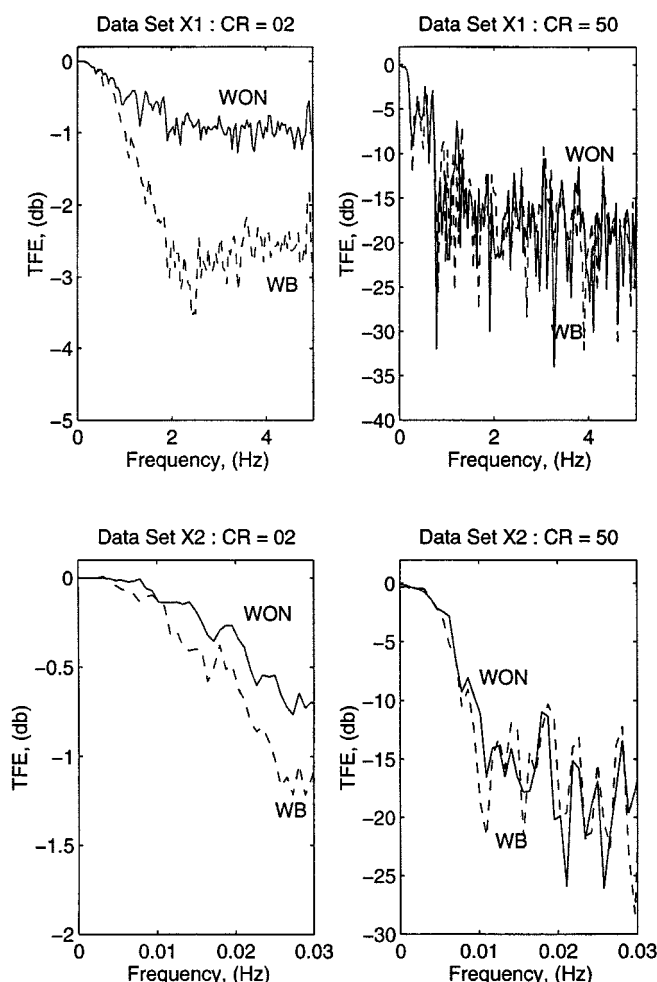 Data Set X1 : CR = 02
TFE, (db)
0
−1
−2
−3
−4
−5
WON
WB
0
2
4
Frequency, (Hz)
Data Set X1 : CR = 50
TFE, (db)
0
−5
−10
−15
−20
−25
−30
−35
−40
WON
WB
0
2
4
Frequency, (Hz)
Data Set X2 : CR = 02
TFE, (db)
0
−0.5
−1
−1.5
−2
WON
WB
0
0.01
0.02
0.03
Frequency, (Hz)
Data Set X2 : CR = 50
TFE, (db)
0
−5
−10
−15
−20
−25
−30
WON
WB
0
0.01
0.02
0.03
Frequency, (Hz)